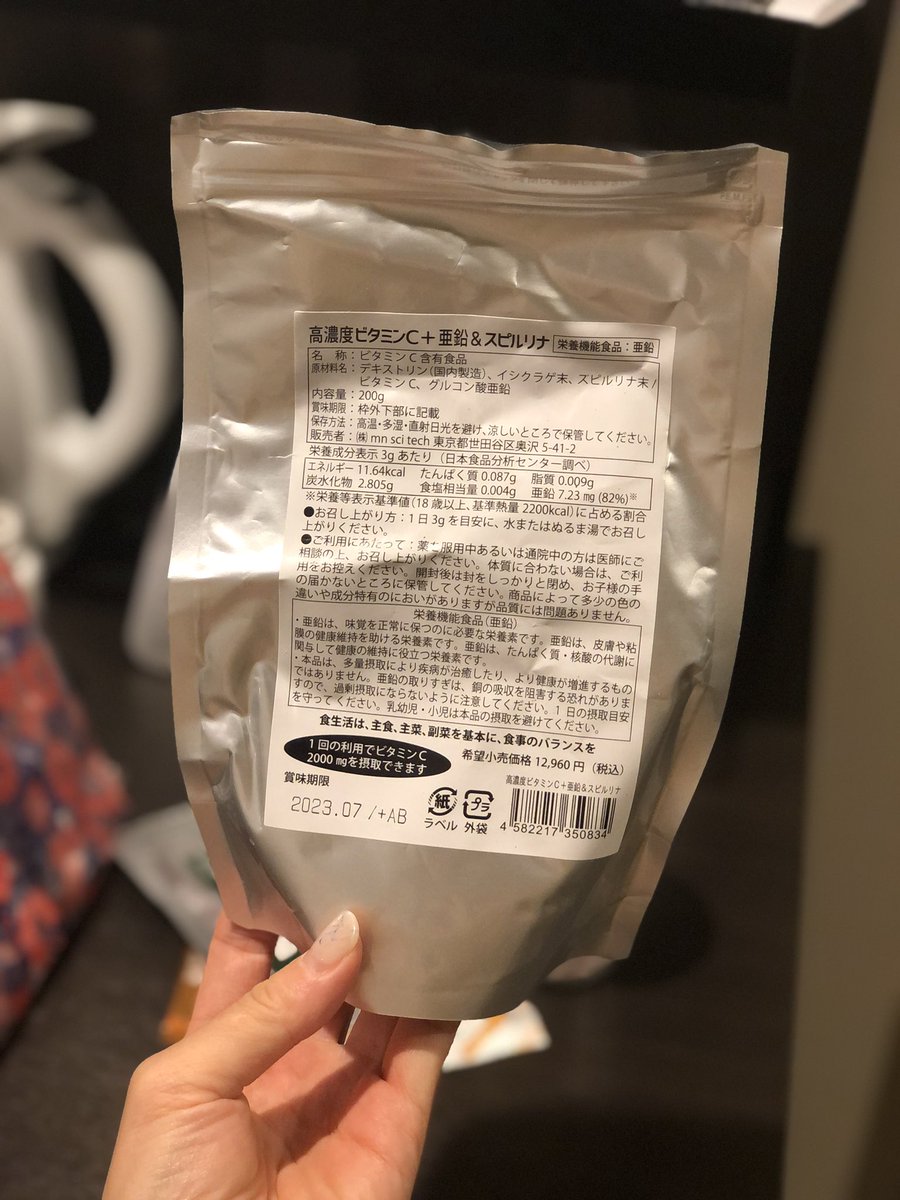 高濃度ビタミンC＋亜鉛＆スピルリナ 栄養機能食品：亜鉛
名　称：ビタミンC含有食品
原材料名：デキストリン(国内製造)、イシクラゲ末、スピルリナ末/
ビタミンC、グルコン酸亜鉛
内容量：200g
賞味期限：枠外下部に記載
保存方法：高温・多湿・直射日光を避け、涼しいところで保管してください。
販売者：㈱ mn sci tech 東京都世田谷区奥沢 5-41-2
栄養成分表示 3g あたり（日本食品分析センター調べ）
エネルギー 11.64kcal　たんぱく質 0.087g　脂質 0.009g
炭水化物 2.805g　食塩相当量 0.004g　亜鉛 7.23 mg (82%)※
※栄養等表示基準値（18歳以上、基準熱量 2200kcal）に占める割合
●お召し上がり方：1日3gを目安に、水またはぬるま湯でお召し
上がりください。
●ご利用にあたって：薬を服用中あるいは通院中の方は医師にご
相談の上、お召し上がりください。体質に合わない場合は、ご利
用をお控えください。開封後は封をしっかりと閉め、お子様の手
の届かないところに保管してください。商品によって多少の色の
違いや成分特有のにおいがありますが品質には問題ありません。
栄養機能食品（亜鉛）
・亜鉛は、味覚を正常に保つのに必要な栄養素です。亜鉛は、皮膚や粘
膜の健康維持を助ける栄養素です。亜鉛は、たんぱく質・核酸の代謝に
関与して健康の維持に役立つ栄養素です。
・本品は、多量摂取により疾病が治癒したり、より健康が増進するもの
ではありません。亜鉛の取りすぎは、銅の吸収を阻害する恐れがありま
すので、過剰摂取にならないように注意してください。1日の摂取目安
を守ってください。乳幼児・小児は本品の摂取を避けてください。
食生活は、主食、主菜、副菜を基本に、食事のバランスを
1回の利用でビタミンC
2000 mgを摂取できます
希望小売価格 12,960 円（税込）
賞味期限
2023.07 /+AB
紙
ラベル
プラ
外袋
高濃度ビタミンC＋亜鉛＆スピルリナ
4 582217 350834